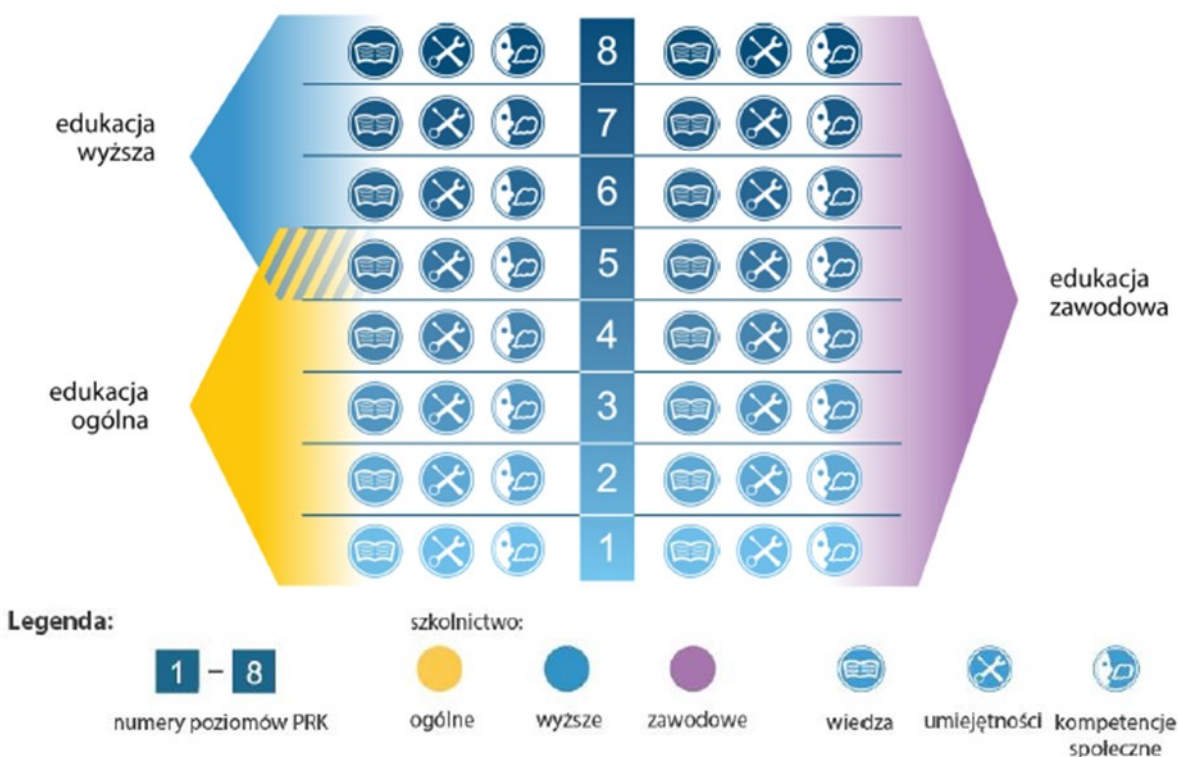 8
7
6
5
4
3
2
1
edukacja
wyższa
edukacja
ogólna
edukacja
zawodowa
Legenda:
1 – 8
numery poziomów PRK
szkolnictwo:
ogólne
wyższe
zawodowe
wiedza
umiejętności
kompetencje
społeczne